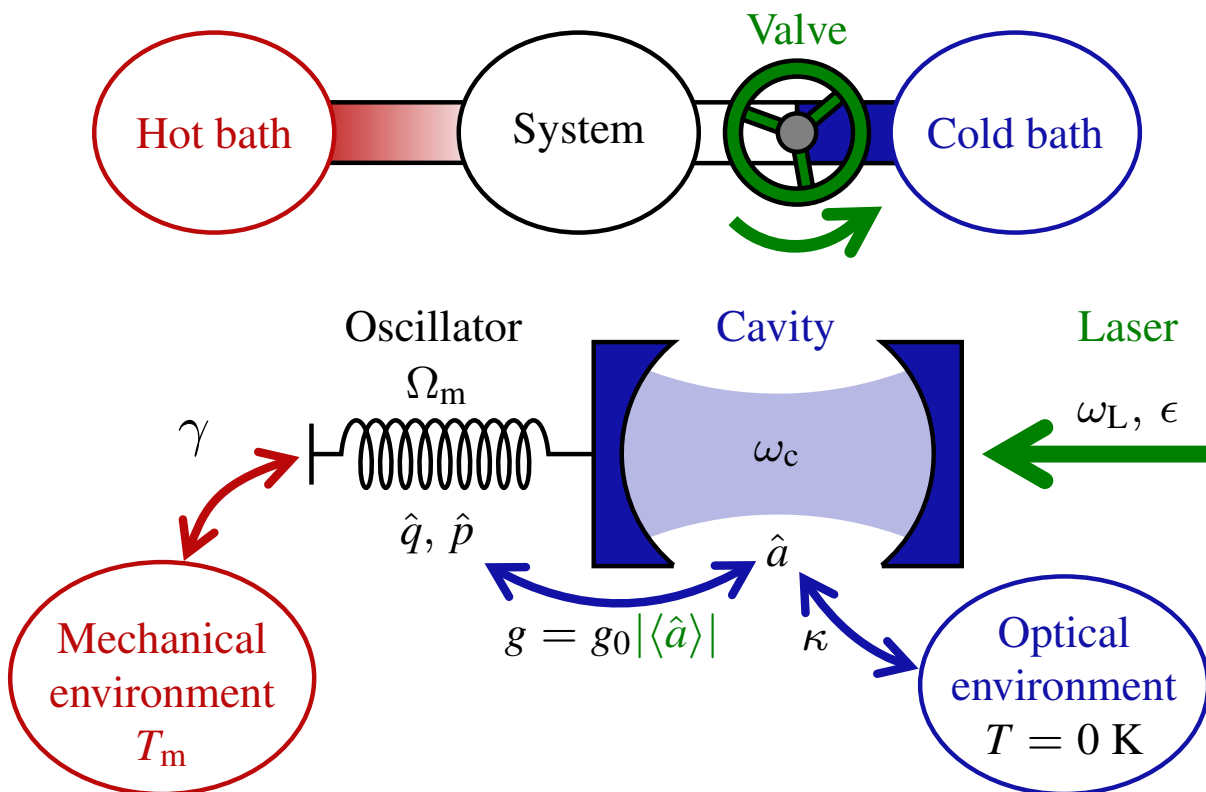 Valve
Hot bath
System
Cold bath
Oscillator
Cavity
Laser
Ωm
ωL, ϵ
γ
ωc
q̂, p̂
â
g = g0|⟨â⟩|
κ
Mechanical
environment
Tm
Optical
environment
T = 0 K